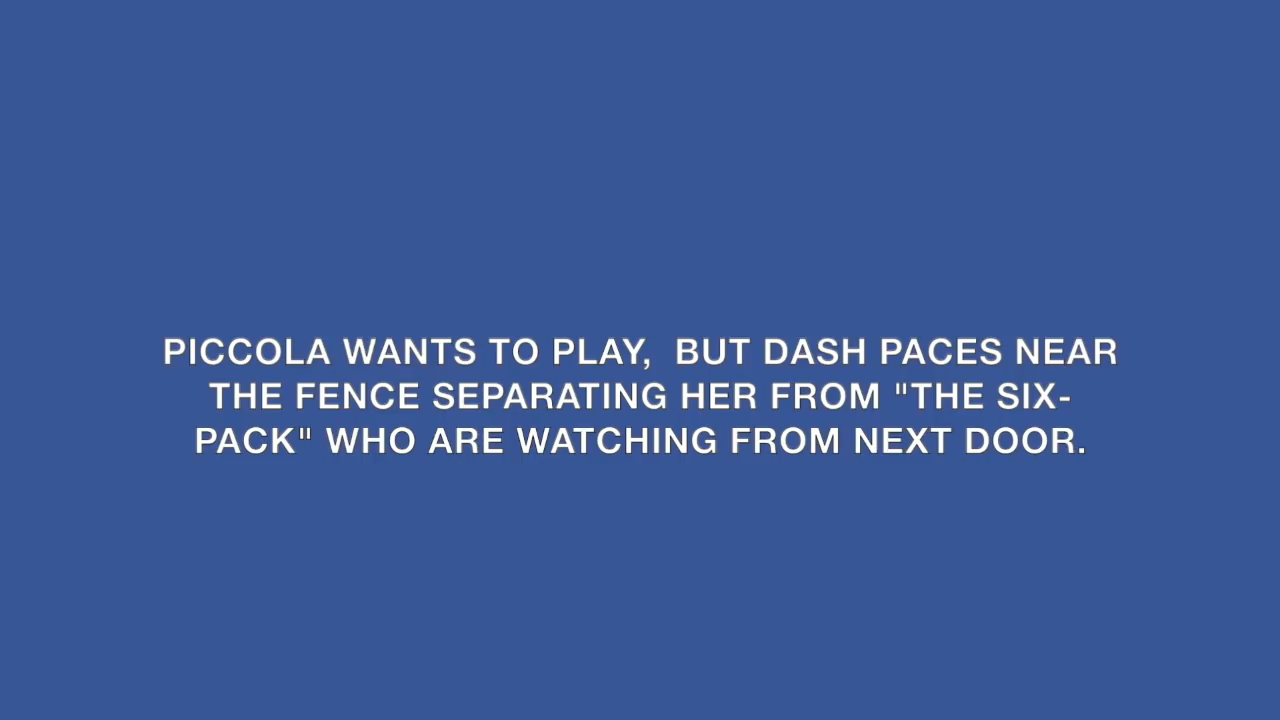 PICCOLA WANTS TO PLAY,  BUT DASH PACES NEAR
THE FENCE SEPARATING HER FROM "THE SIX-
PACK" WHO ARE WATCHING FROM NEXT DOOR.